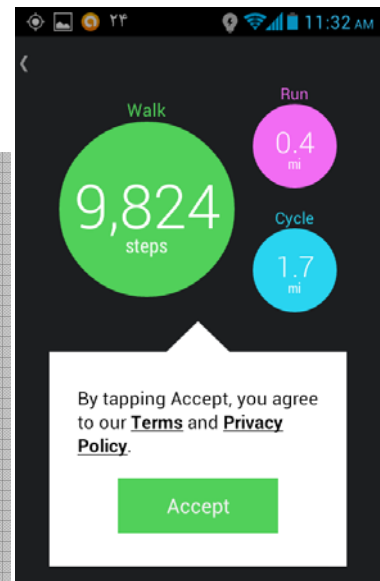 ۲۴ 11:32 AM
Walk
9,824
steps
Run
0.4
mi
Cycle
1.7
mi
By tapping Accept, you agree
to our Terms and Privacy
Policy.
Accept